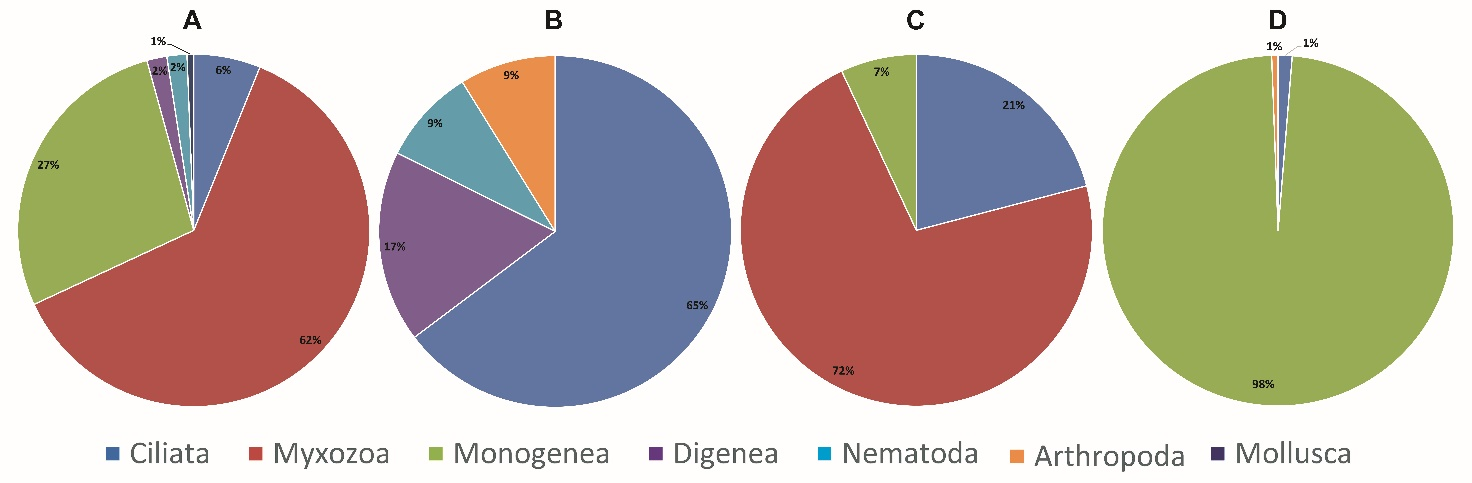 A B C D
1% 2% 2% 6% 27% 62%
9% 9% 17% 65%
7% 21% 72%
1% 1% 98%
Ciliata Myxozoa Monogenea Digenea Nematoda Arthropoda Mollusca